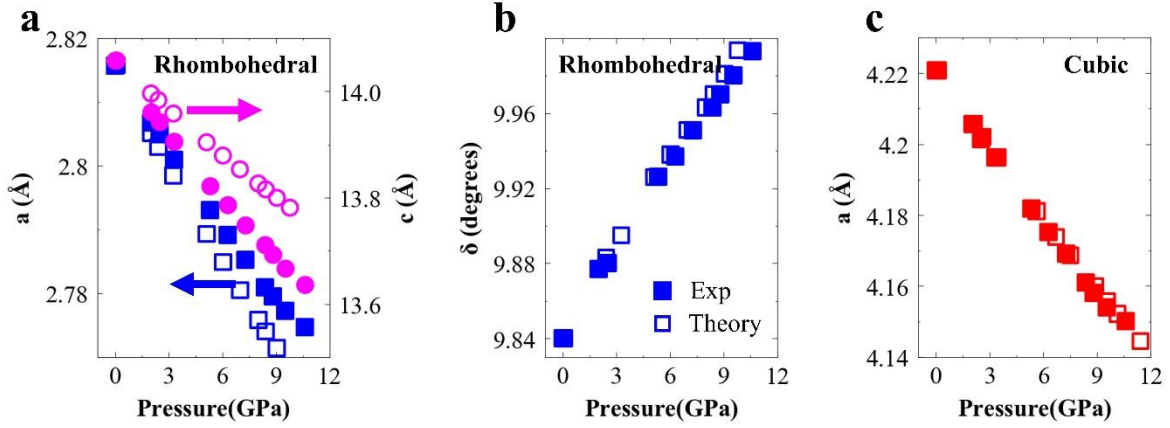 a
2.82
2.8
2.78
a (Å)
Rhombohedral
14.0
13.8
13.6
c (Å)
0 3 6 9 12
Pressure(GPa)
b
Rhombohedral
10
9.96
9.92
9.88
9.84
δ (degrees)
Exp
Theory
0 3 6 9 12
Pressure(GPa)
c
Cubic
4.22
4.2
4.18
4.16
4.14
a (Å)
0 3 6 9 12
Pressure(GPa)